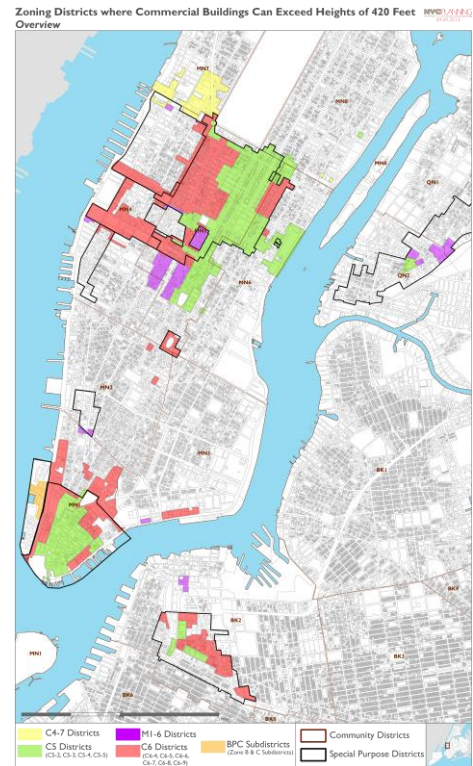 Zoning Districts where Commercial Buildings Can Exceed Heights of 420 Feet
NYCPLANNING
Overview
MN7
MN8
MN8
QN1
MN4
QN2
MN6
MN2
MN3
BK1
MN1
BK2
BK4
BK3
BK6
BK8
C4-7 Districts
C5 Districts
(C5-2, C5-3, C5-4, C5-5)
M1-6 Districts
C6 Districts
(C6-4, C6-5, C6-6,
C6-7, C6-8, C6-9)
BPC Subdistricts
(Zone B & C Subdistricts)
Community Districts
Special Purpose Districts